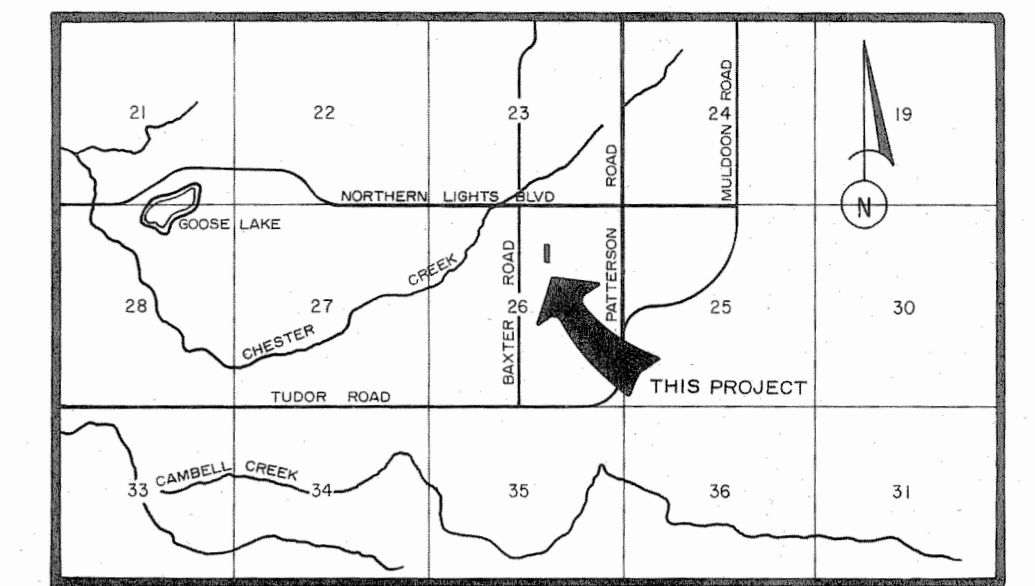 21
22
23
24
19
MULDOON ROAD
NORTHERN LIGHTS BLVD
ROAD
PATTERSON
N
GOOSE LAKE
28
27
CREEK
CHESTER
BAXTER ROAD
26
25
30
THIS PROJECT
TUDOR ROAD
CAMBELL CREEK
33
34
35
36
31